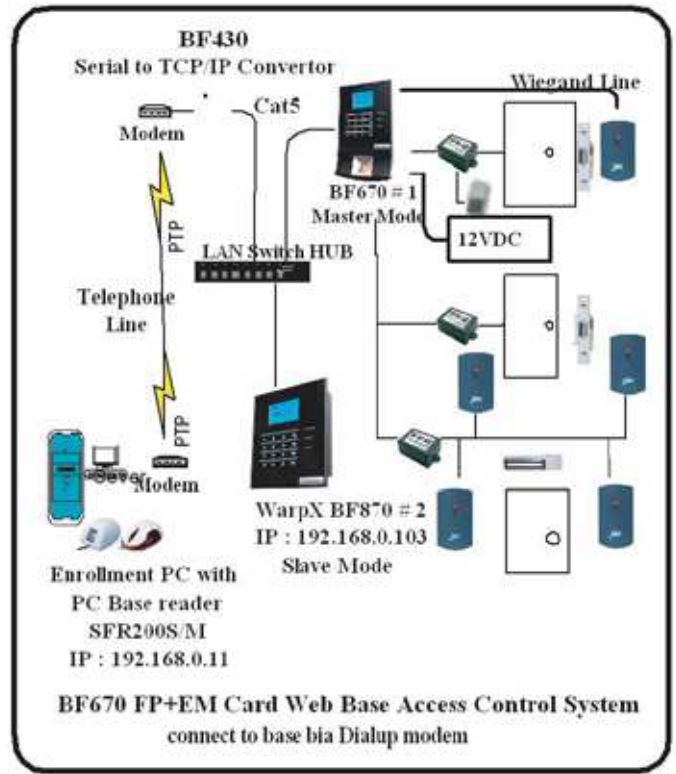 BF430
Serial to TCP/IP Convertor
Cat5
Modem
Wiegand Line
BF670 # 1
Master Mode
12VDC
PTP
LAN Switch HUB
Telephone
Line
PTP
Modem
WarpX BF870 # 2
IP : 192.168.0.103
Slave Mode
Enrollment PC with
PC Base reader
SFR200S/M
IP : 192.168.0.11
BF670 FP+EM Card Web Base Access Control System
connect to base bia Dialup modem